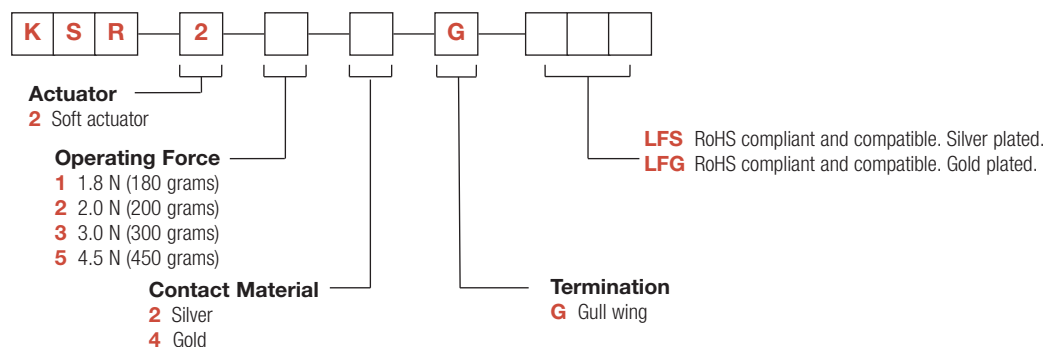 K S R 2 G
Actuator
2 Soft actuator
LFS RoHS compliant and compatible. Silver plated.
LFG RoHS compliant and compatible. Gold plated.
Operating Force
1 1.8 N (180 grams)
2 2.0 N (200 grams)
3 3.0 N (300 grams)
5 4.5 N (450 grams)
Contact Material
2 Silver
4 Gold
Termination
G Gull wing